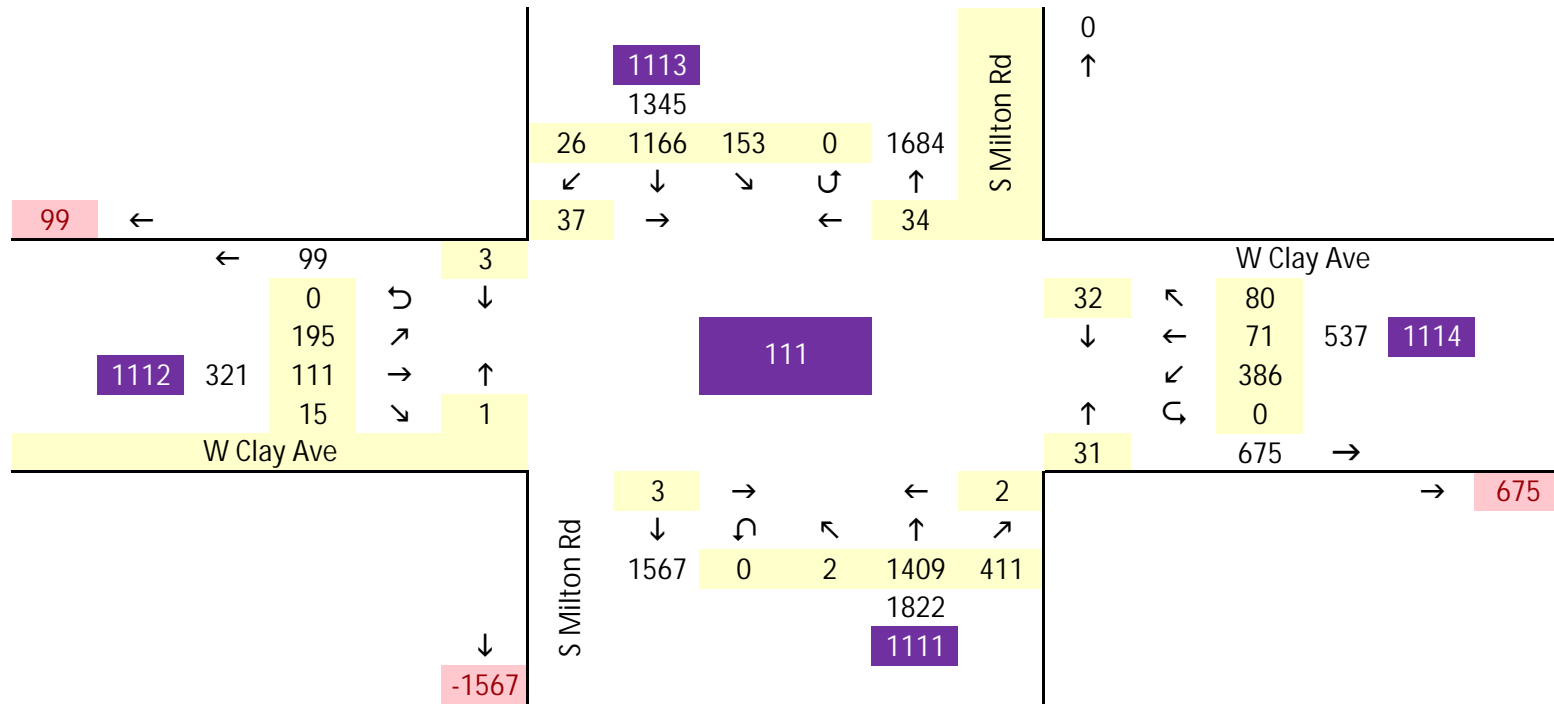 0
1113 ↑
1345
26 1166 153 0 1684
S Milton Rd
↙ ↓ ↘ ⮍ ↑
99 ← 37 → ← 34
← 99 3 W Clay Ave
0 ⮌ ↓ 32 ↖ 80
195 ↗ 111 ↓ ← 71 537 1114
1112 321 111 → ↑ ↙ 386
15 ↘ 1 ↑ ⮎ 0
W Clay Ave 31 675 →
3 → ← 2 → 675
↓ ⮏ ↖ ↑ ↗
S Milton Rd
1567 0 2 1409 411
1822
↓ 1111
-1567